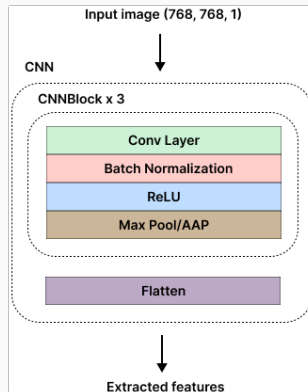 Input image (768, 768, 1)
CNN
CNNBlock x 3
Conv Layer
Batch Normalization
ReLU
Max Pool/AAP
Flatten
Extracted features